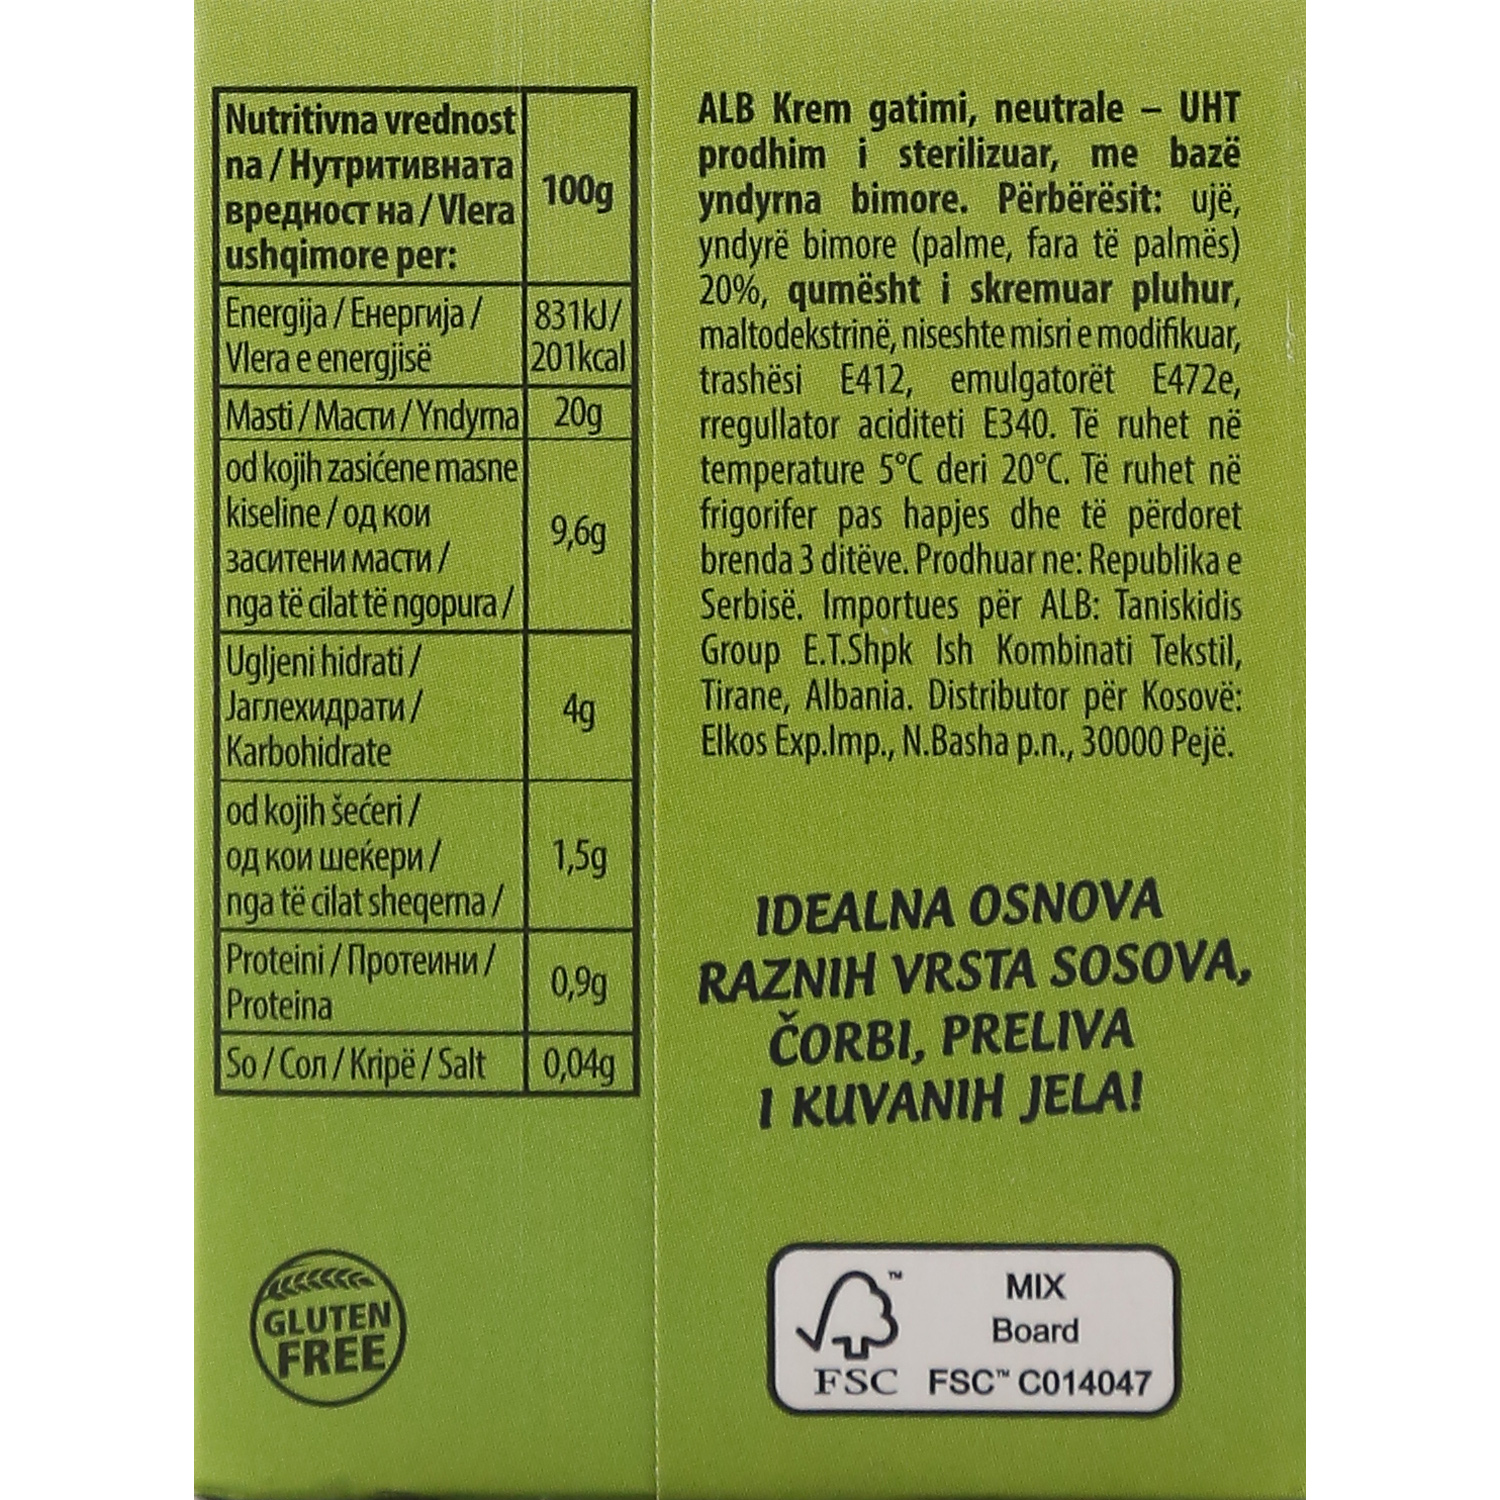 Nutritivna vrednost
na / Нутритивната
вредност на / Vlera
ushqimore per:
100g
Energija / Енергија /
Vlera e energjisë
831kJ/
201kcal
Masti / Масти / Yndyrna
20g
od kojih zasićene masne
kiseline / од кои
заситени масти /
nga të cilat të ngopura /
9,6g
Ugljeni hidrati /
Јаглехидрати /
Karbohidrate
4g
od kojih šećeri /
од кои шеќери /
nga të cilat sheqerna /
1,5g
Proteini / Протеини /
Proteina
0,9g
So / Сол / Kripë / Salt
0,04g
GLUTEN
FREE
ALB Krem gatimi, neutrale – UHT
prodhim i sterilizuar, me bazë
yndyrna bimore. Përbërësit: ujë,
yndyrë bimore (palme, fara të palmës)
20%, qumësht i skremuar pluhur,
maltodekstrinë, niseshte misri e modifikuar,
trashësi E412, emulgatorët E472e,
rregullator aciditeti E340. Të ruhet në
temperature 5°C deri 20°C. Të ruhet në
frigorifer pas hapjes dhe të përdoret
brenda 3 ditëve. Prodhuar ne: Republika e
Serbisë. Importues për ALB: Taniskidis
Group E.T.Shpk Ish Kombinati Tekstil,
Tirane, Albania. Distributor për Kosovë:
Elkos Exp.Imp., N.Basha p.n., 30000 Pejë.
IDEALNA OSNOVA
RAZNIH VRSTA SOSOVA,
ČORBI, PRELIVA
I KUVANIH JELA!
™
FSC
MIX
Board
FSC™ C014047